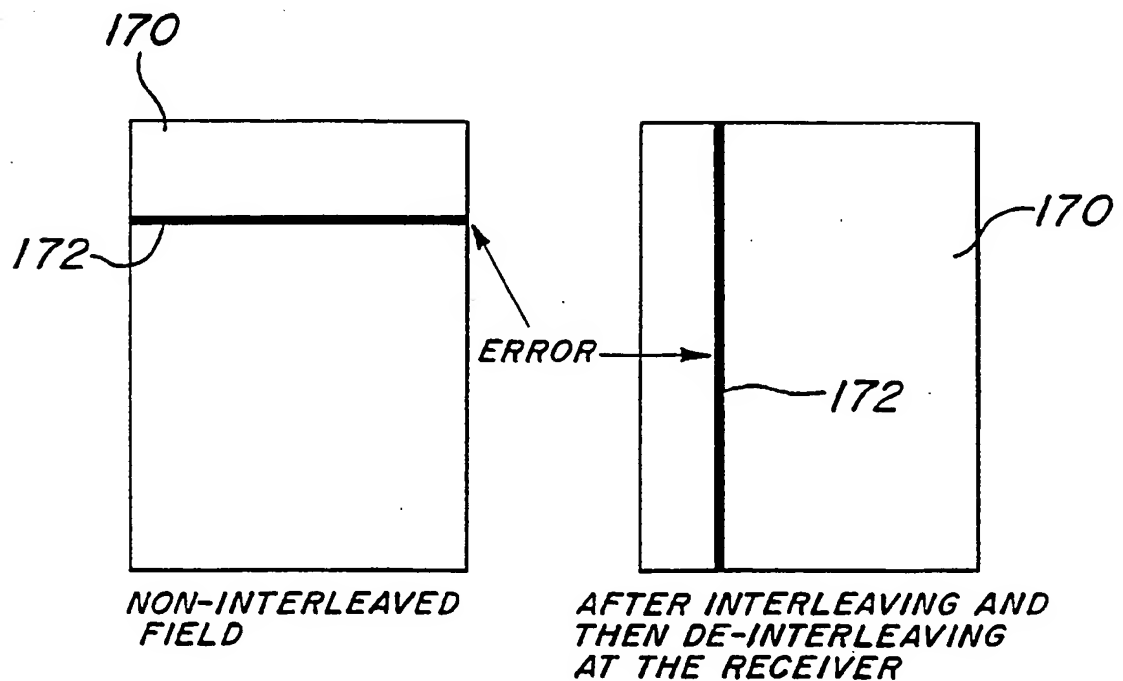 170
172
ERROR
170
172
NON-INTERLEAVED
FIELD
AFTER INTERLEAVING AND
THEN DE-INTERLEAVING
AT THE RECEIVER